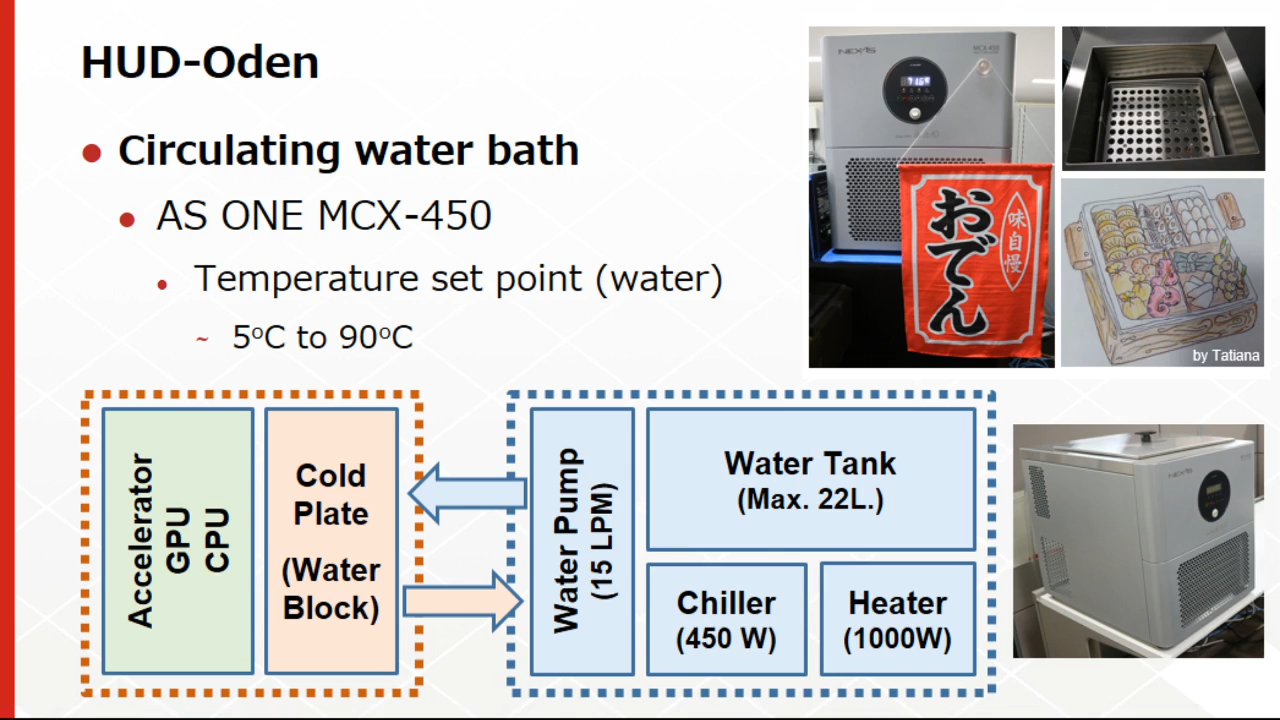 HUD-Oden
Circulating water bath
AS ONE MCX-450
Temperature set point (water)
~ 5°C to 90°C
NEXAS
MCX-450
おでん
味自慢
by Tatiana
Accelerator
GPU
CPU
Cold
Plate
(Water
Block)
Water Pump
(15 LPM)
Water Tank
(Max. 22L.)
Chiller
(450 W)
Heater
(1000W)
NEXAS